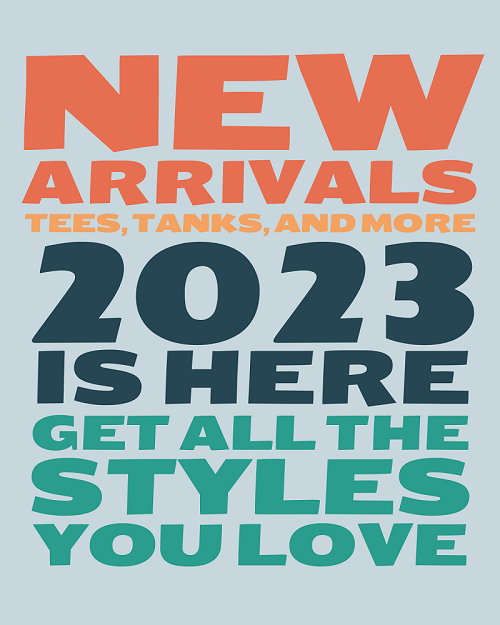 NEW
ARRIVALS
TEES, TANKS, AND MORE
2023
IS HERE
GET ALL THE
STYLES
YOU LOVE